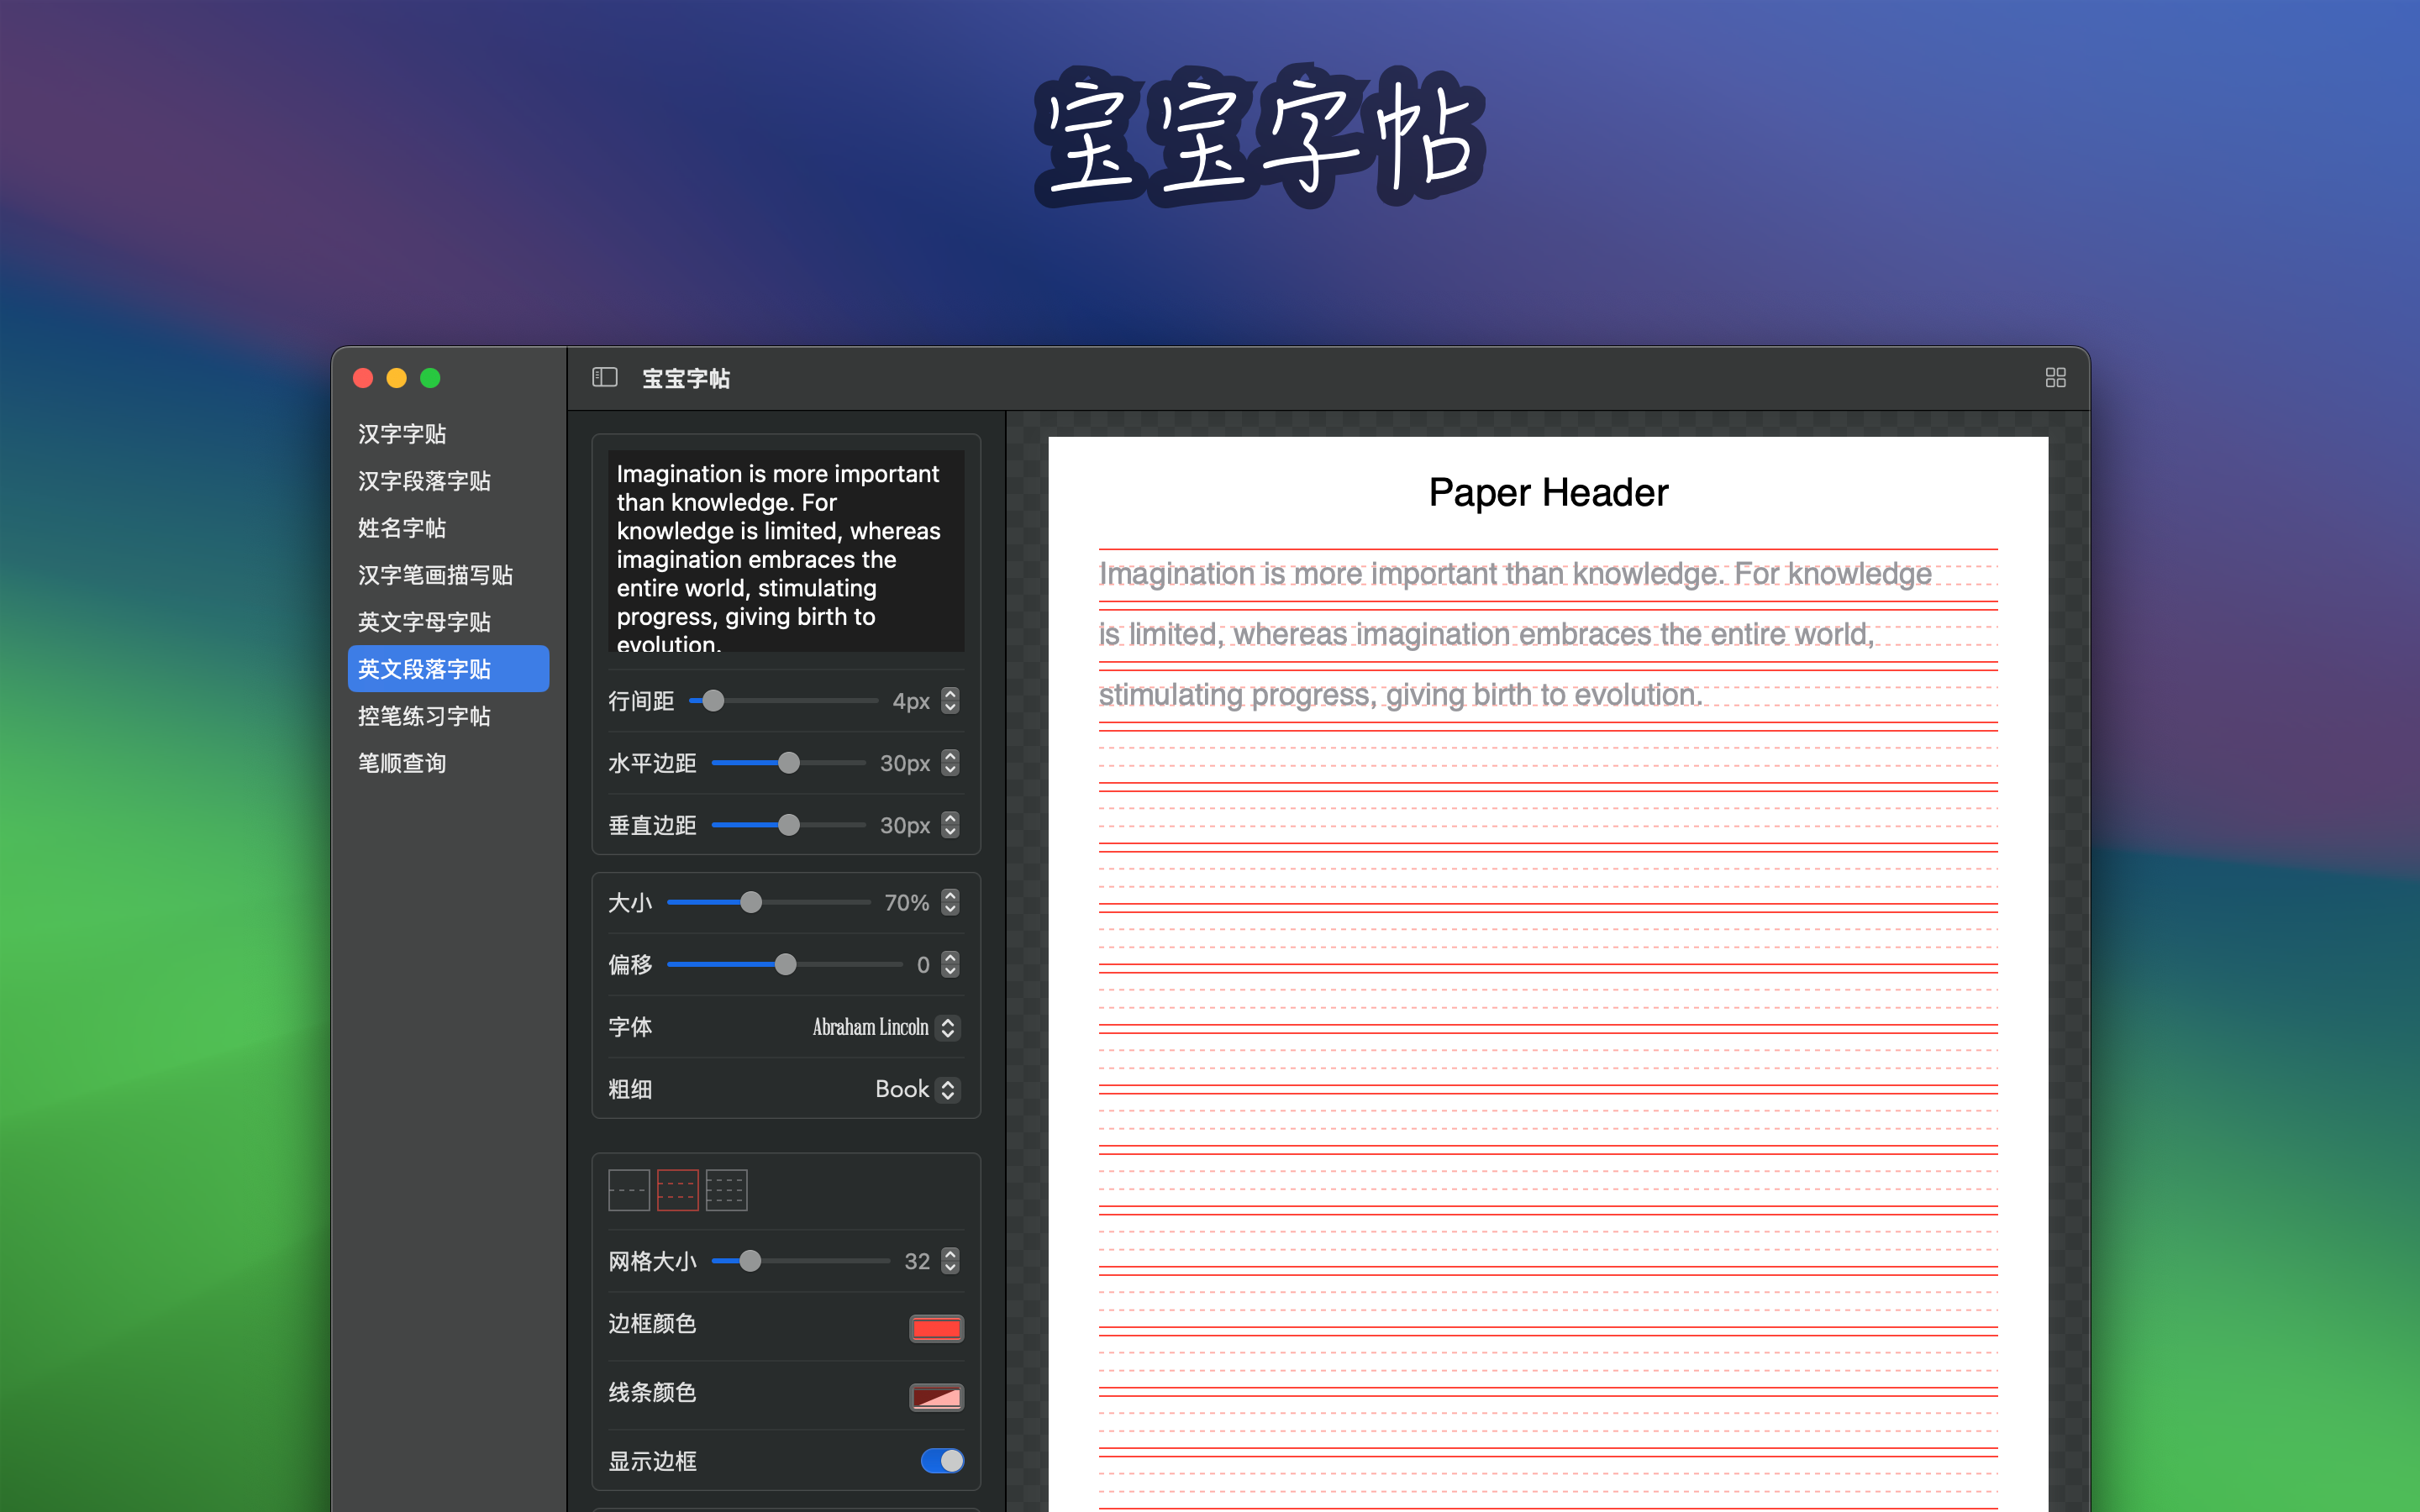 宝宝字帖
宝宝字帖
汉字字贴
汉字段落字贴
姓名字帖
汉字笔画描写贴
英文字母字贴
英文段落字贴
控笔练习字帖
笔顺查询
Imagination is more important
than knowledge. For
knowledge is limited, whereas
imagination embraces the
entire world, stimulating
progress, giving birth to
evolution.
行间距 4px
水平边距 30px
垂直边距 30px
大小 70%
偏移 0
字体 Abraham Lincoln
粗细 Book
网格大小 32
边框颜色
线条颜色
显示边框
Paper Header
Imagination is more important than knowledge. For knowledge
is limited, whereas imagination embraces the entire world,
stimulating progress, giving birth to evolution.